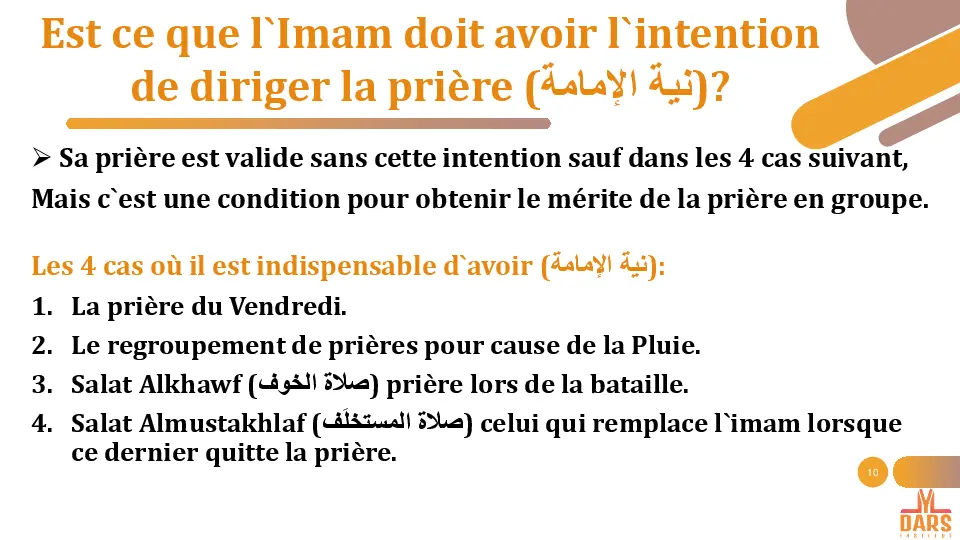 Est ce que l`Imam doit avoir l`intention
de diriger la prière (نية الإمامة)?
➢ Sa prière est valide sans cette intention sauf dans les 4 cas suivant,
Mais c`est une condition pour obtenir le mérite de la prière en groupe.
Les 4 cas où il est indispensable d`avoir (نية الإمامة):
1. La prière du Vendredi.
2. Le regroupement de prières pour cause de la Pluie.
3. Salat Alkhawf (صلاة الخوف) prière lors de la bataille.
4. Salat Almustakhlaf (صلاة المستخلَف) celui qui remplace l`imam lorsque
ce dernier quitte la prière.
10
DARS
INSTITUT